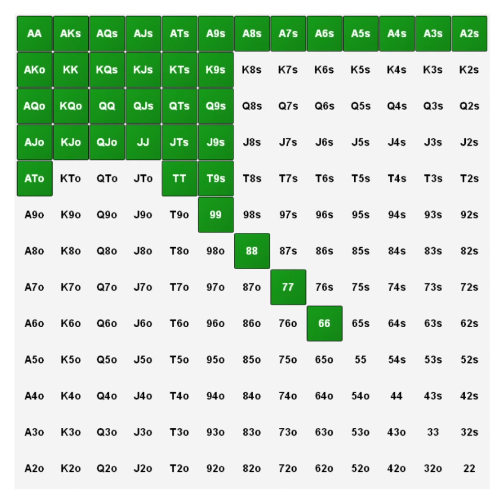 AA AKs AQs AJs ATs A9s A8s A7s A6s A5s A4s A3s A2s
AKo KK KQs KJs KTs K9s K8s K7s K6s K5s K4s K3s K2s
AQo KQo QQ QJs QTs Q9s Q8s Q7s Q6s Q5s Q4s Q3s Q2s
AJo KJo QJo JJ JTs J9s J8s J7s J6s J5s J4s J3s J2s
ATo KTo QTo JTo TT T9s T8s T7s T6s T5s T4s T3s T2s
A9o K9o Q9o J9o T9o 99 98s 97s 96s 95s 94s 93s 92s
A8o K8o Q8o J8o T8o 98o 88 87s 86s 85s 84s 83s 82s
A7o K7o Q7o J7o T7o 97o 87o 77 76s 75s 74s 73s 72s
A6o K6o Q6o J6o T6o 96o 86o 76o 66 65s 64s 63s 62s
A5o K5o Q5o J5o T5o 95o 85o 75o 65o 55 54s 53s 52s
A4o K4o Q4o J4o T4o 94o 84o 74o 64o 54o 44 43s 42s
A3o K3o Q3o J3o T3o 93o 83o 73o 63o 53o 43o 33 32s
A2o K2o Q2o J2o T2o 92o 82o 72o 62o 52o 42o 32o 22